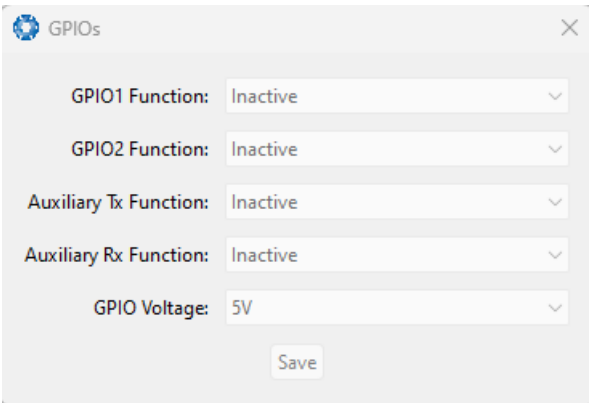 GPIOs
GPIO1 Function: Inactive
GPIO2 Function: Inactive
Auxiliary Tx Function: Inactive
Auxiliary Rx Function: Inactive
GPIO Voltage: 5V
Save